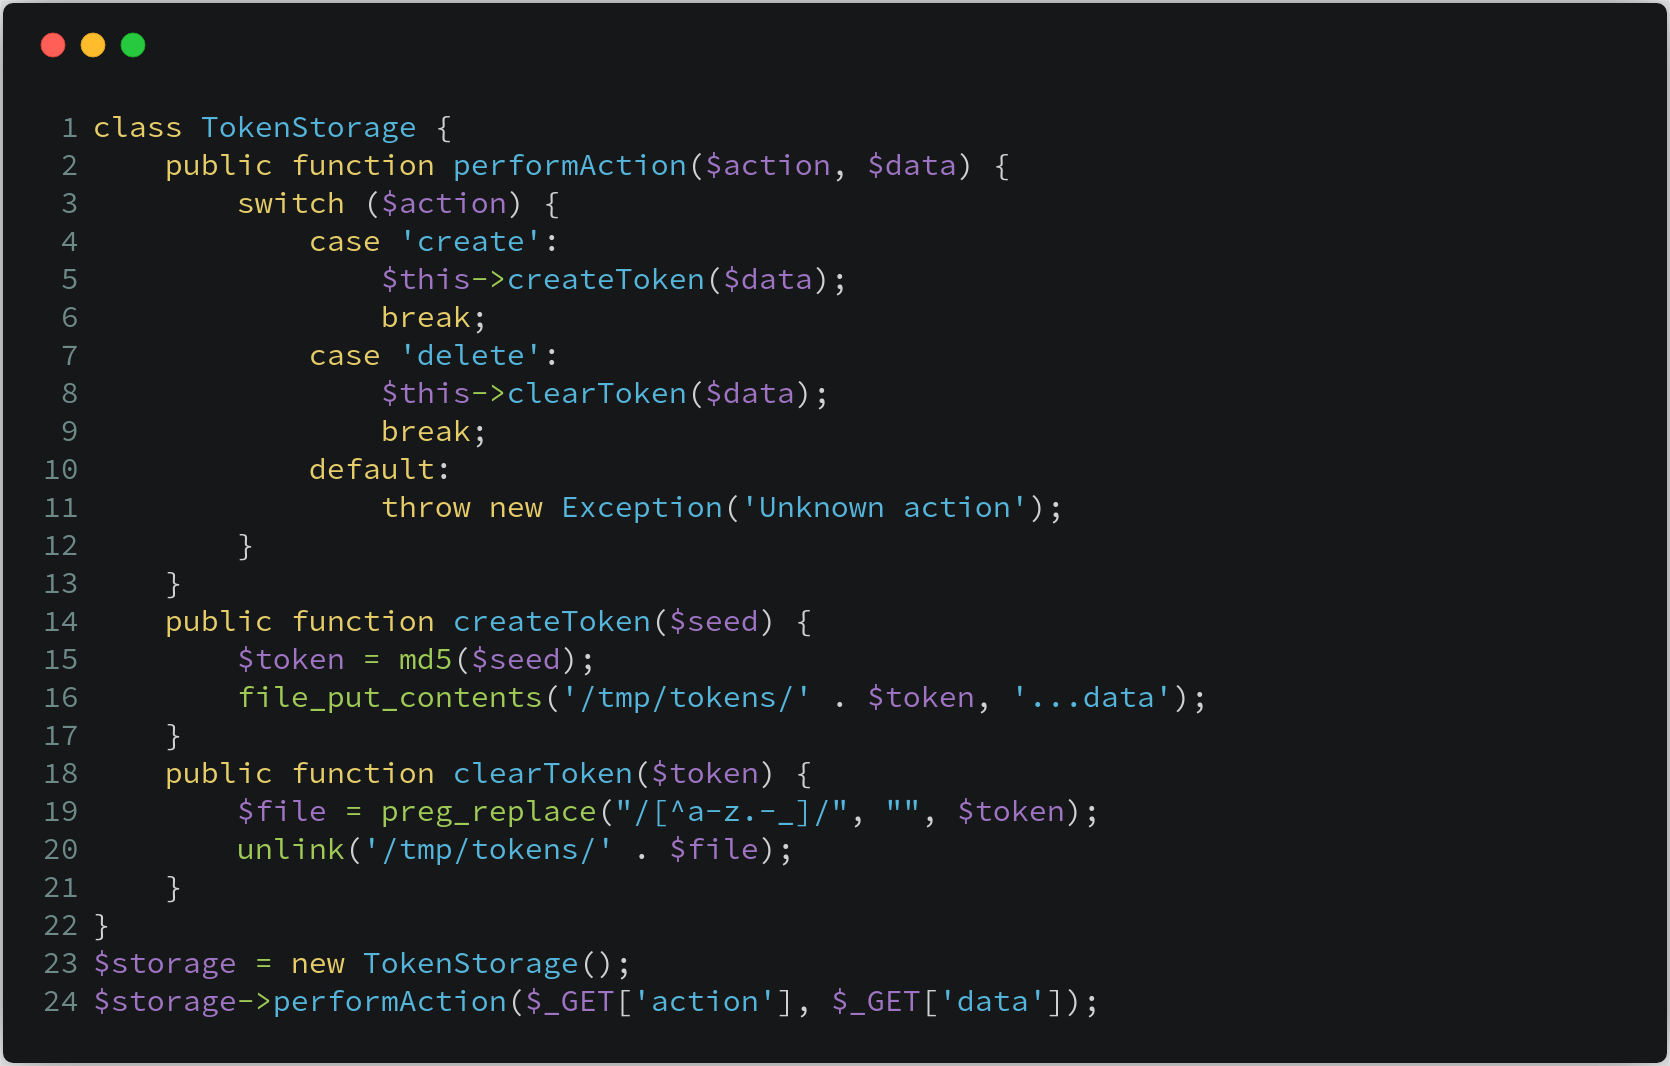 1 class TokenStorage {
2     public function performAction($action, $data) {
3         switch ($action) {
4             case 'create':
5                 $this->createToken($data);
6                 break;
7             case 'delete':
8                 $this->clearToken($data);
9                 break;
10             default:
11                 throw new Exception('Unknown action');
12         }
13     }
14     public function createToken($seed) {
15         $token = md5($seed);
16         file_put_contents('/tmp/tokens/' . $token, '...data');
17     }
18     public function clearToken($token) {
19         $file = preg_replace("/[^a-z.-_]/", "", $token);
20         unlink('/tmp/tokens/' . $file);
21     }
22 }
23 $storage = new TokenStorage();
24 $storage->performAction($_GET['action'], $_GET['data']);